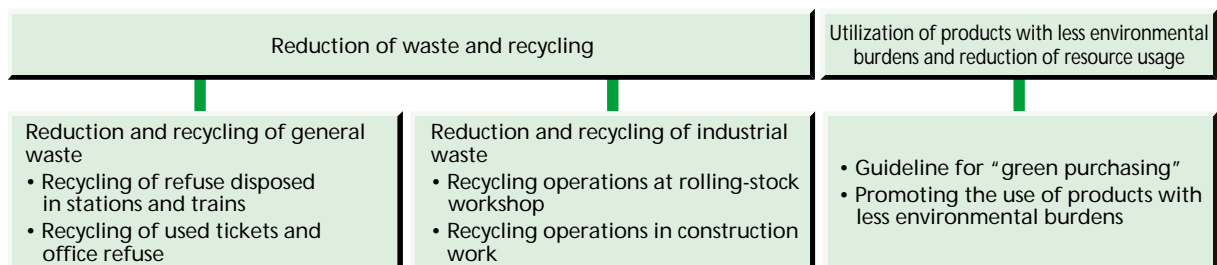 Reduction of waste and recycling
Utilization of products with less environmental
burdens and reduction of resource usage
Reduction and recycling of general
waste
• Recycling of refuse disposed
in stations and trains
• Recycling of used tickets and
office refuse
Reduction and recycling of industrial
waste
• Recycling operations at rolling-stock
workshop
• Recycling operations in construction
work
• Guideline for “green purchasing”
• Promoting the use of products with
less environmental burdens